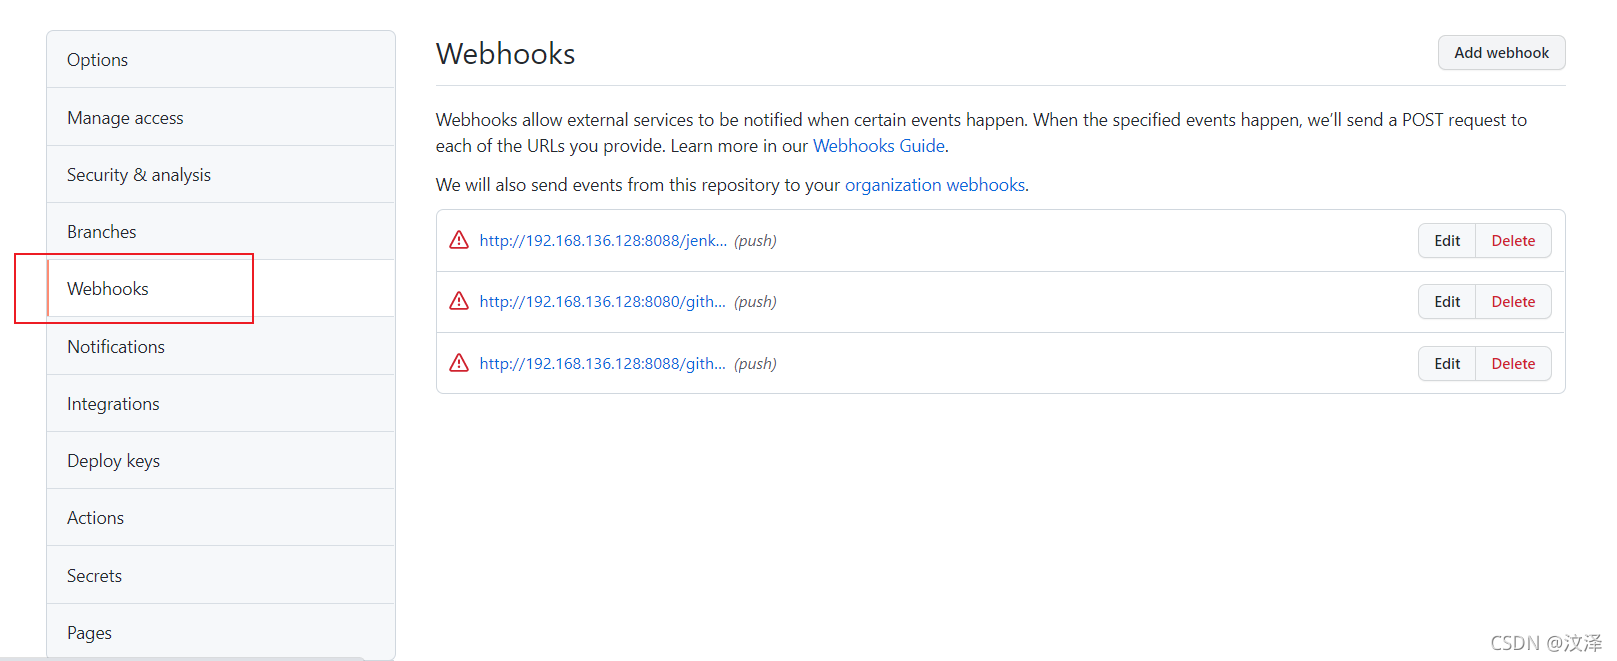 Options
Manage access
Security & analysis
Branches
Webhooks
Notifications
Integrations
Deploy keys
Actions
Secrets
Pages
Webhooks
Add webhook
Webhooks allow external services to be notified when certain events happen. When the specified events happen, we'll send a POST request to
each of the URLs you provide. Learn more in our Webhooks Guide.
We will also send events from this repository to your organization webhooks.
http://192.168.136.128:8088/jenk... (push) Edit Delete
http://192.168.136.128:8080/gith... (push) Edit Delete
http://192.168.136.128:8088/gith... (push) Edit Delete
CSDN @汶泽